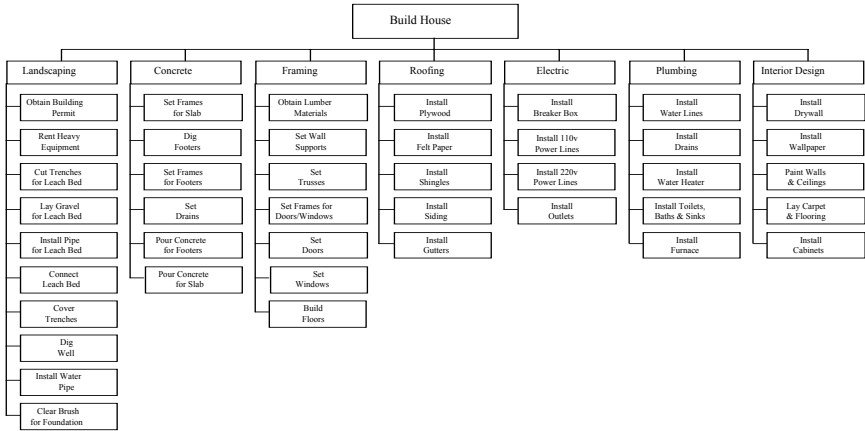 Build House
Landscaping
Obtain Building
Permit
Rent Heavy
Equipment
Cut Trenches
for Leach Bed
Lay Gravel
for Leach Bed
Install Pipe
for Leach Bed
Connect
Leach Bed
Cover
Trenches
Dig
Well
Install Water
Pipe
Clear Brush
for Foundation
Concrete
Set Frames
for Slab
Dig
Footers
Set Frames
for Footers
Set
Drains
Pour Concrete
for Footers
Pour Concrete
for Slab
Framing
Obtain Lumber
Materials
Set Wall
Supports
Set
Trusses
Set Frames for
Doors/Windows
Set
Doors
Set
Windows
Build
Floors
Roofing
Install
Plywood
Install
Felt Paper
Install
Shingles
Install
Siding
Install
Gutters
Electric
Install
Breaker Box
Install 110v
Power Lines
Install 220v
Power Lines
Install
Outlets
Plumbing
Install
Water Lines
Install
Drains
Install
Water Heater
Install Toilets,
Baths & Sinks
Install
Furnace
Interior Design
Install
Drywall
Install
Wallpaper
Paint Walls
& Ceilings
Lay Carpet
& Flooring
Install
Cabinets